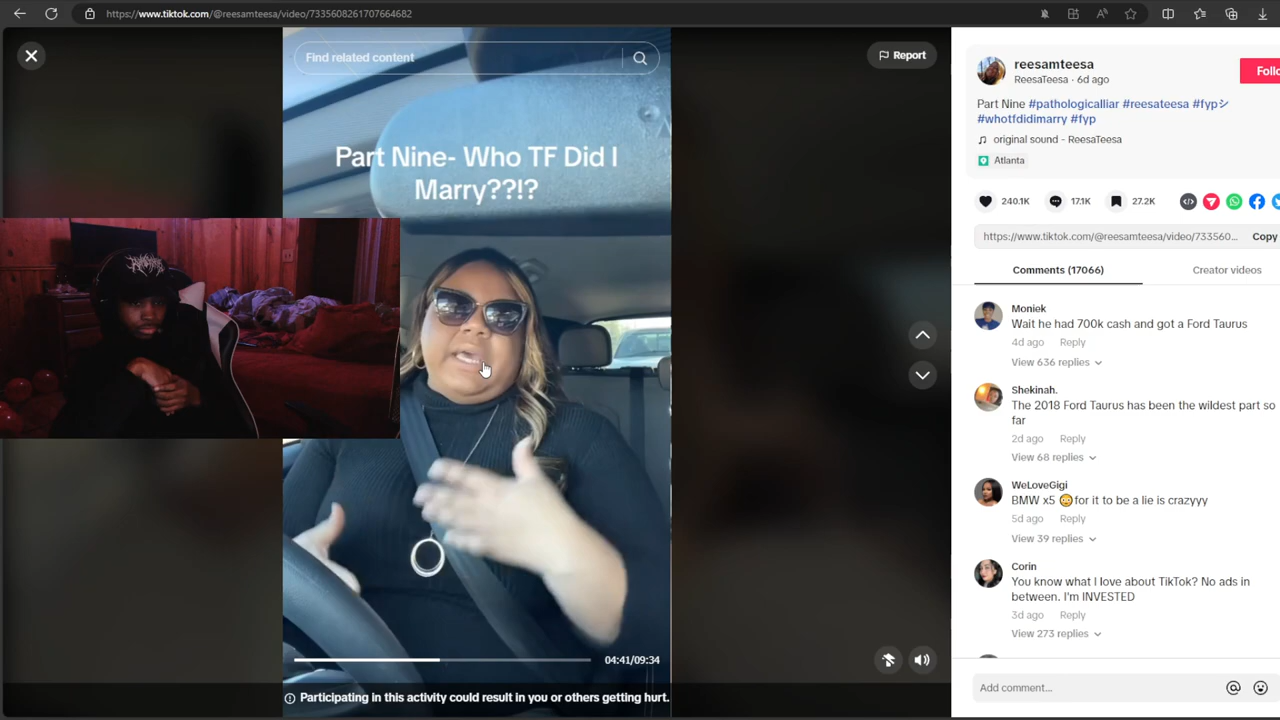 https://www.tiktok.com/@reesamteesa/video/7335608261707664682
Find related content
Report
Part Nine- Who TF Did I
Marry??!?
04:41/09:34
Participating in this activity could result in you or others getting hurt.
reesamteesa
ReesaTeesa · 6d ago
Follo
Part Nine #pathologicalliar #reesateesa #fypシ
#whotfdidimarry #fyp
original sound - ReesaTeesa
Atlanta
240.1K
17.1K
27.2K
https://www.tiktok.com/@reesamteesa/video/733560...
Copy
Comments (17066)
Creator videos
Moniek
Wait he had 700k cash and got a Ford Taurus
4d ago Reply
View 636 replies
Shekinah.
The 2018 Ford Taurus has been the wildest part so
far
2d ago Reply
View 68 replies
WeLoveGigi
BMW x5 😳for it to be a lie is crazyyy
5d ago Reply
View 39 replies
Corin
You know what I love about TikTok? No ads in
between. I'm INVESTED
3d ago Reply
View 273 replies
Add comment...